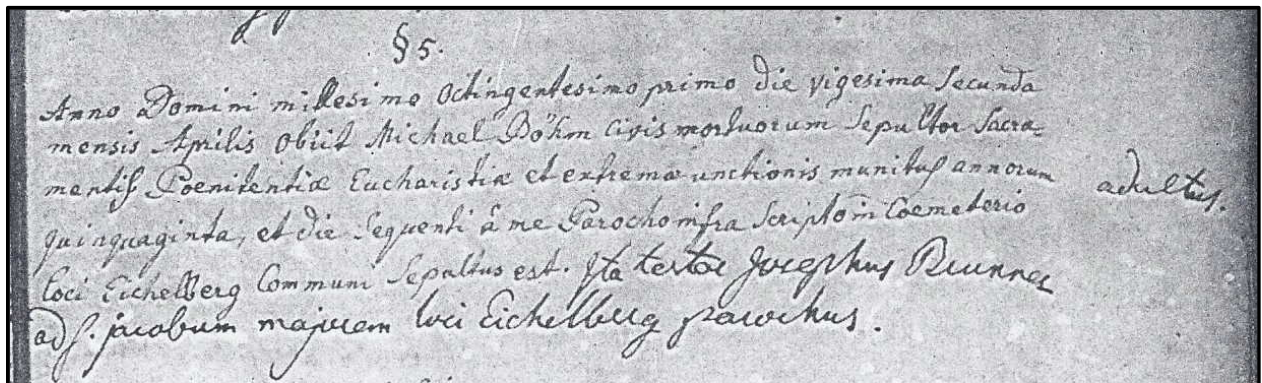 § 5.
Anno Domini millesimo octingentesimo primo die vigesima secunda
mensis Aprilis obiit Michael Böhm civis mortuorum sepultor sacra=
mentis Poenitentiæ Eucharistiæ et extremæ unctionis munitus annorum
adultus.
quinquaginta, et die sequenti â me Parocho infra scripto in Coemeterio
loci Eichelberg Communi sepultus est. Ita testor Josephus Brunner
ad S. jacobum majorem loci Eichelberg parochus.